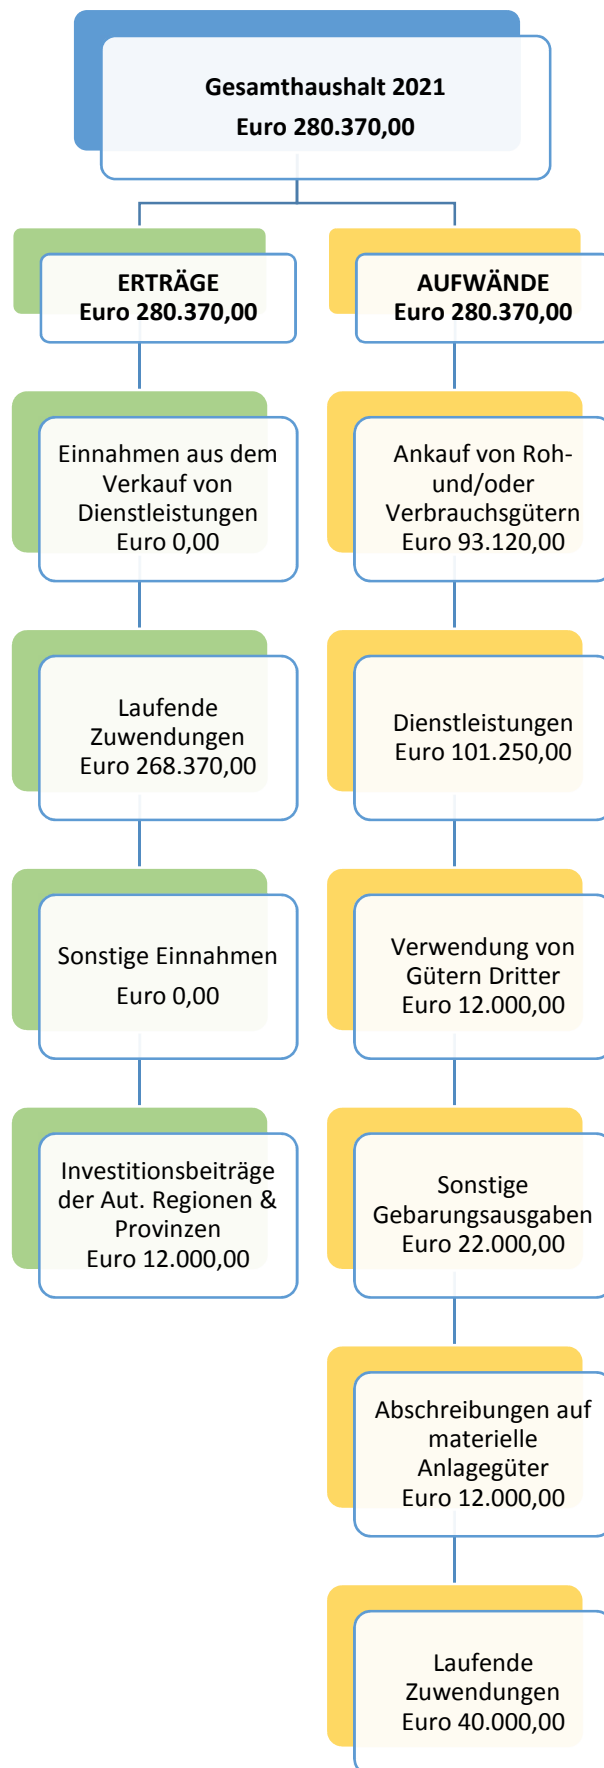 Gesamthaushalt 2021
Euro 280.370,00
ERTRÄGE
Euro 280.370,00
Einnahmen aus dem
Verkauf von
Dienstleistungen
Euro 0,00
Laufende
Zuwendungen
Euro 268.370,00
Sonstige Einnahmen
Euro 0,00
Investitionsbeiträge
der Aut. Regionen &
Provinzen
Euro 12.000,00
AUFWÄNDE
Euro 280.370,00
Ankauf von Roh-
und/oder
Verbrauchsgütern
Euro 93.120,00
Dienstleistungen
Euro 101.250,00
Verwendung von
Gütern Dritter
Euro 12.000,00
Sonstige
Gebarungsausgaben
Euro 22.000,00
Abschreibungen auf
materielle
Anlagegüter
Euro 12.000,00
Laufende
Zuwendungen
Euro 40.000,00